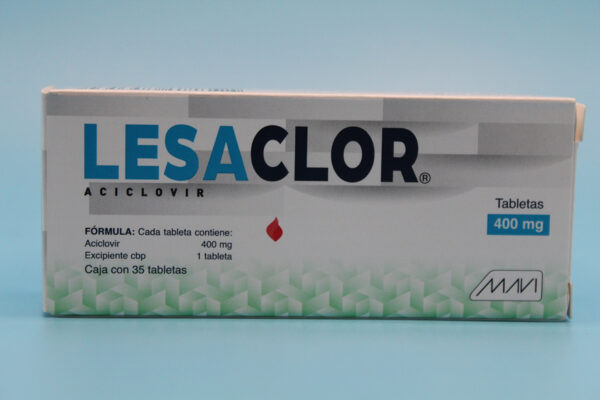 LESACLOR®
ACICLOVIR
Tabletas
400 mg
FÓRMULA: Cada tableta contiene:
Aciclovir 400 mg
Excipiente cbp 1 tableta
Caja con 35 tabletas
MAVI